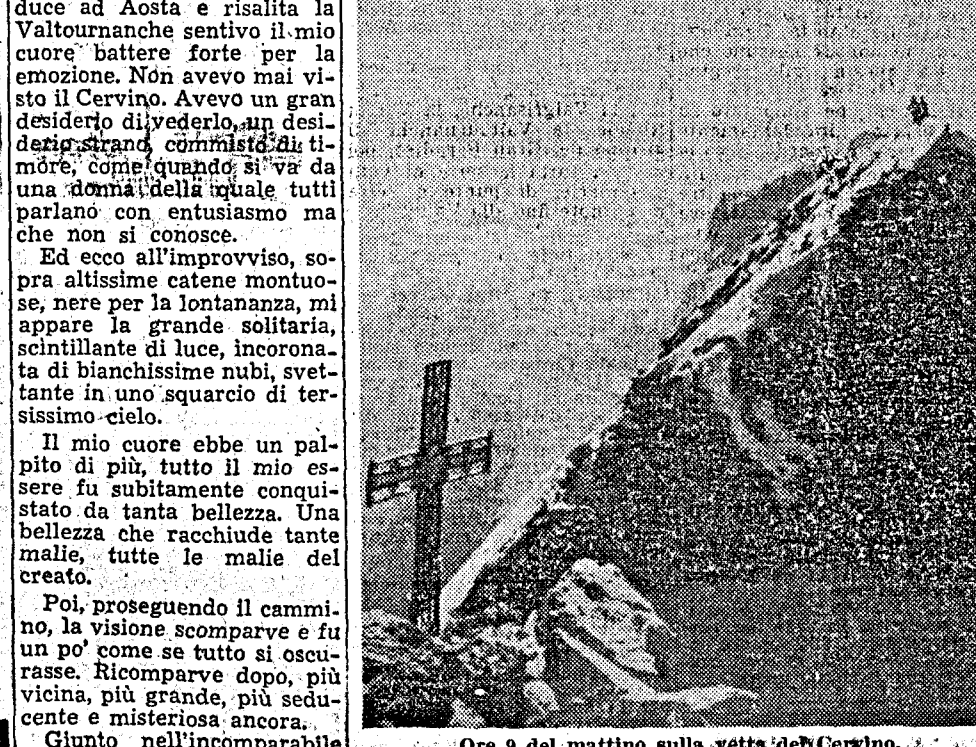 duce ad Aosta e risalita la
Valtournanche sentivo il mio
cuore battere forte per la
emozione. Non avevo mai vi-
sto il Cervino. Avevo un gran
desiderio di vederlo, un desi-
derio strano, commisto di ti-
more, come quando si va da
una donna della quale tutti
parlano con entusiasmo ma
che non si conosce.
Ed ecco all'improvviso, so-
pra altissime catene montuo-
se, nere per la lontananza, mi
appare la grande solitaria,
scintillante di luce, incorona-
ta di bianchissime nubi, svet-
tante in uno squarcio di ter-
sissimo cielo.
Il mio cuore ebbe un pal-
pito di più, tutto il mio es-
sere fu subitamente conqui-
stato da tanta bellezza. Una
bellezza che racchiude tante
malie, tutte le malie del
creato.
Poi, proseguendo il cammi-
no, la visione scomparve e fu
un po' come se tutto si oscu-
rasse. Ricomparve dopo, più
vicina, più grande, più sedu-
cente e misteriosa ancora.
Giunto nell'incomparabile
Ore 9 del mattino sulla vetta del Cervino.